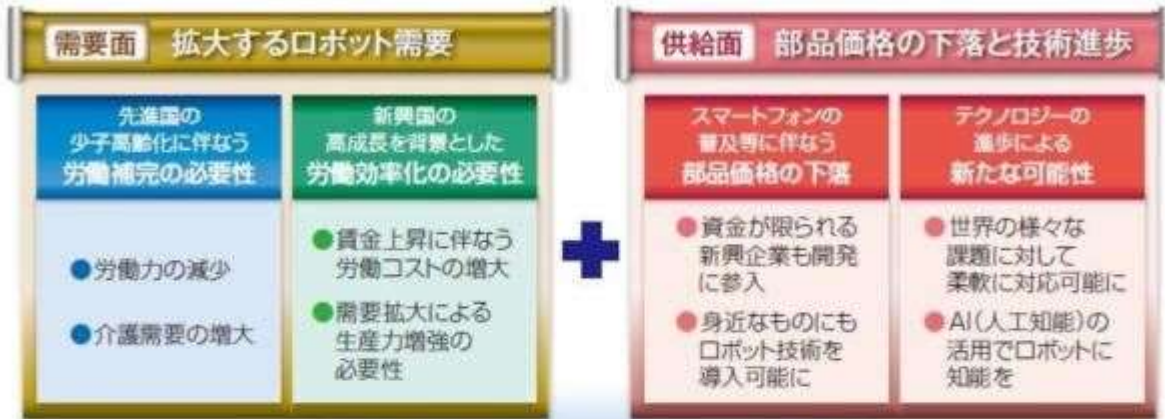 需要面 拡大するロボット需要
先進国の
少子高齢化に伴なう
労働補完の必要性
●労働力の減少
●介護需要の増大
新興国の
高成長を背景とした
労働効率化の必要性
●賃金上昇に伴なう
労働コストの増大
●需要拡大による
生産力増強の
必要性
供給面 部品価格の下落と技術進歩
スマートフォンの
普及等に伴なう
部品価格の下落
●資金が限られる
新興企業も開発
に参入
●身近なものにも
ロボット技術を
導入可能に
テクノロジーの
進歩による
新たな可能性
●世界の様々な
課題に対して
柔軟に対応可能に
●AI(人工知能)の
活用でロボットに
知能を